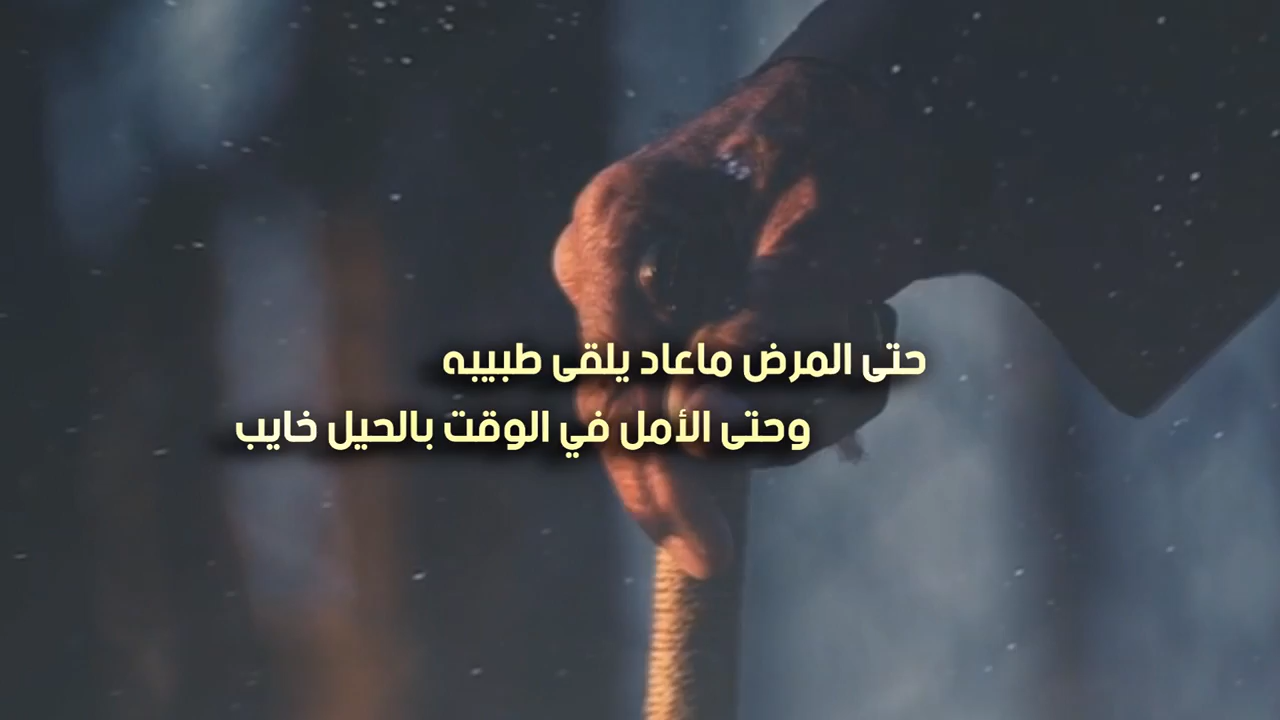 حتى المرض ماعاد يلقى طبيبه
وحتى الأمل في الوقت بالحيل خايب